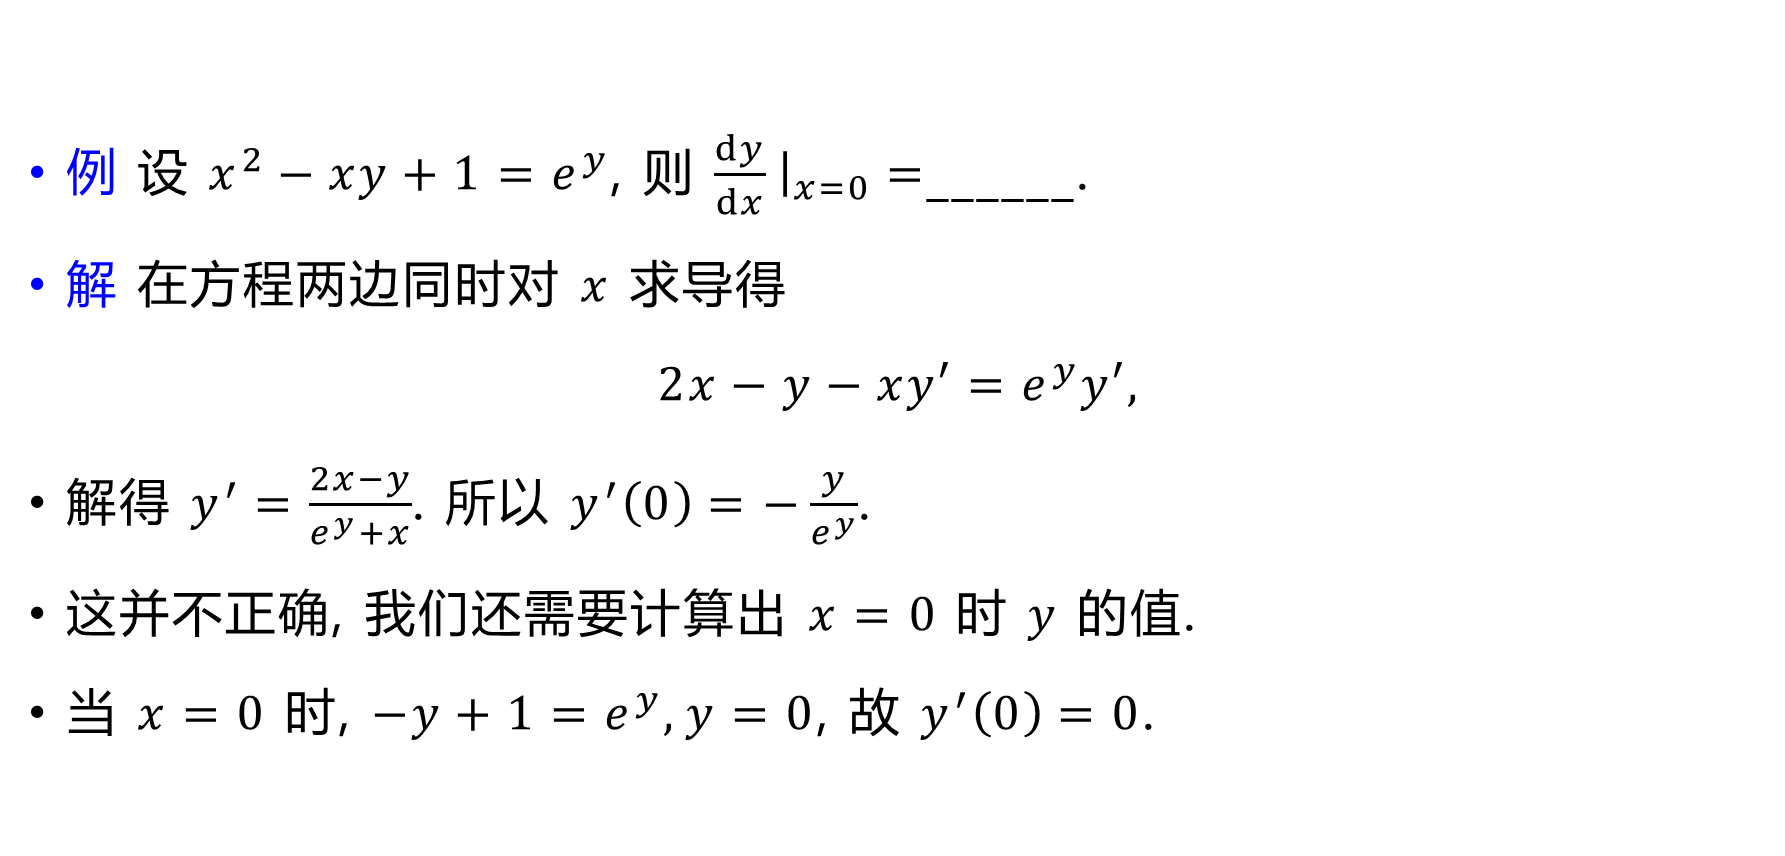 • 例 设 x² − xy + 1 = e^y, 则 dy/dx |ₓ₌₀ =______.
• 解 在方程两边同时对 x 求导得
2x − y − xy′ = e^y y′,
• 解得 y′ = (2x−y)/(e^y+x). 所以 y′(0) = − y/e^y.
• 这并不正确, 我们还需要计算出 x = 0 时 y 的值.
• 当 x = 0 时, −y + 1 = e^y, y = 0, 故 y′(0) = 0.